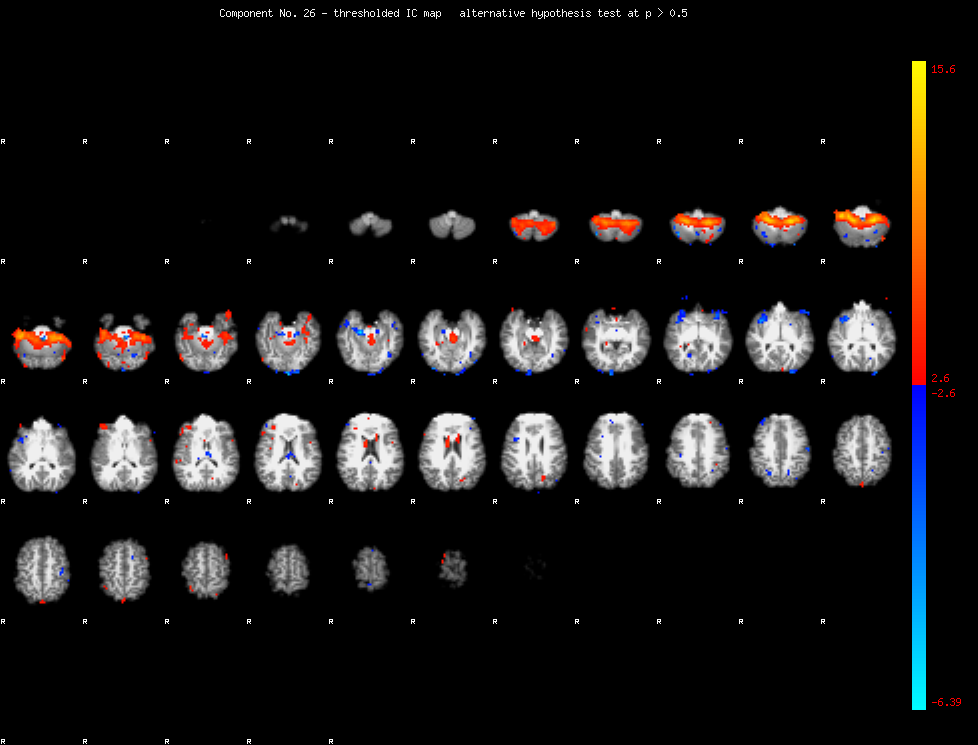 Component No. 26 - thresholded IC map   alternative hypothesis test at p > 0.5
15.6
R R R R R R R R R R R
R R R R R R R R R R R
2.6
R R R R R R R R R R R
-2.6
R R R R R R R R R R R
R R R R R R R R R R R
-6.39
R R R R R